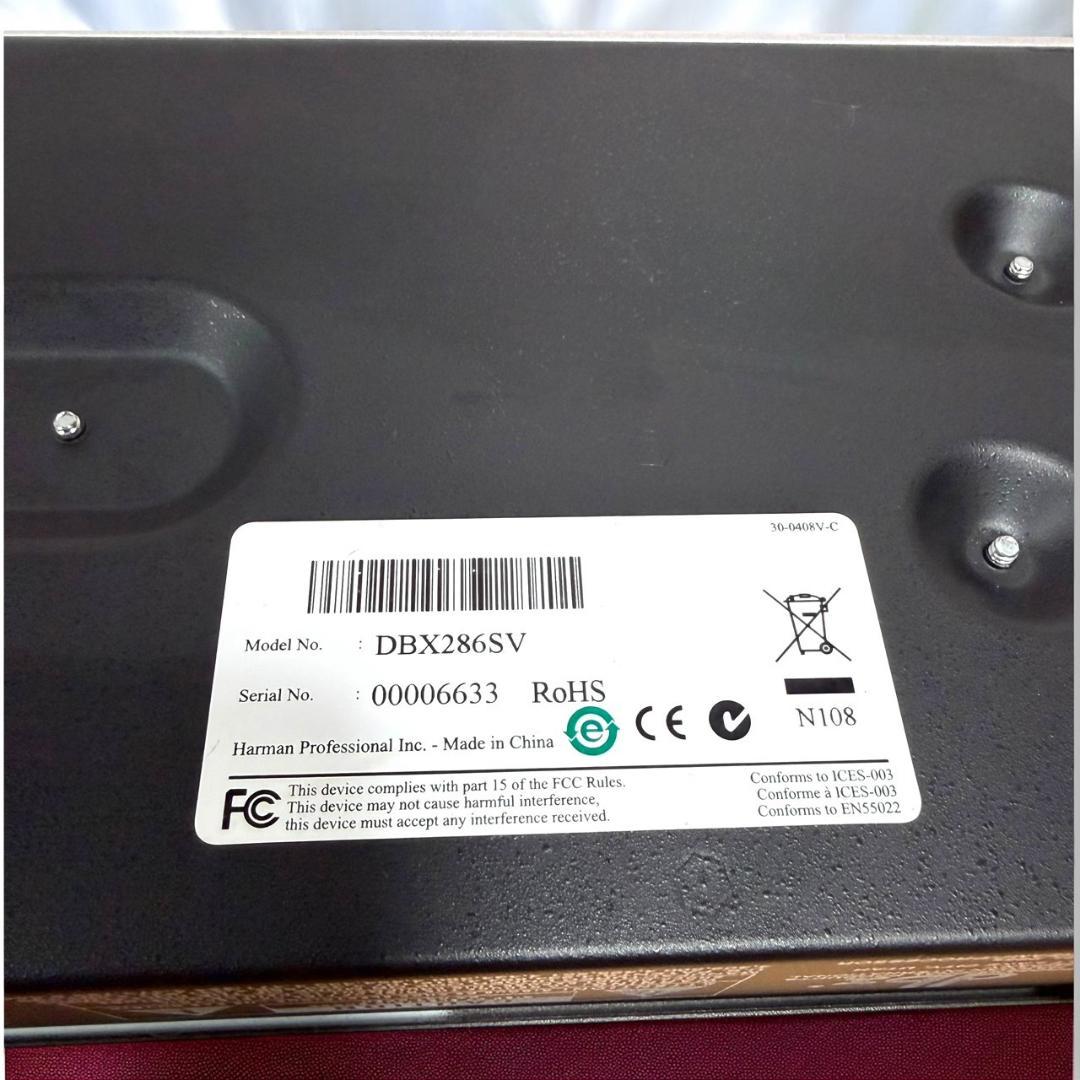 30-0408V-C
Model No. : DBX286SV
Serial No. : 00006633 RoHS
Harman Professional Inc. - Made in China
e
CE
N108
FC
This device complies with part 15 of the FCC Rules.
This device may not cause harmful interference,
this device must accept any interference received.
Conforms to ICES-003
Conforme à ICES-003
Conforms to EN55022